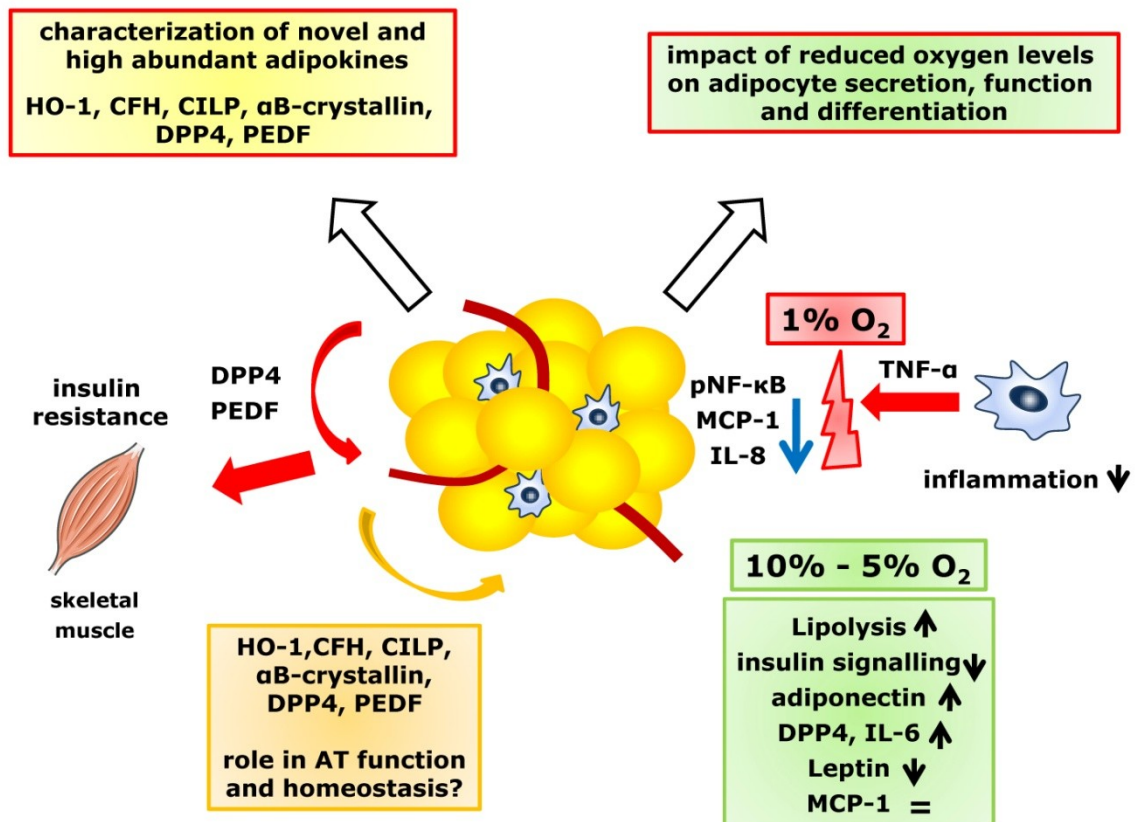 characterization of novel and
high abundant adipokines
HO-1, CFH, CILP, αB-crystallin,
DPP4, PEDF
impact of reduced oxygen levels
on adipocyte secretion, function
and differentiation
1% O₂
TNF-α
pNF-κB
MCP-1
IL-8
inflammation ↓
DPP4
PEDF
insulin
resistance
skeletal
muscle
HO-1,CFH, CILP,
αB-crystallin,
DPP4, PEDF
role in AT function
and homeostasis?
10% - 5% O₂
Lipolysis ↑
insulin signalling ↓
adiponectin ↑
DPP4, IL-6 ↑
Leptin ↓
MCP-1 =